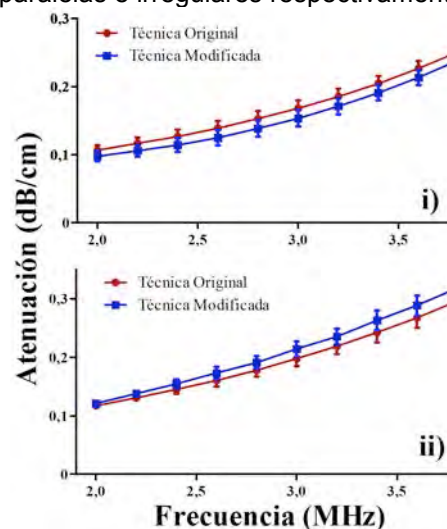 paralelas e irregulares respectivamen
0,3
Técnica Original
Técnica Modificada
0,2
0,1
i)
0
2,0
2,5
3,0
3,5
Atenuación (dB/cm)
Técnica Original
0,3
Técnica Modificada
0,2
0,1
ii)
0
2,0
2,5
3,0
3,5
Frecuencia (MHz)